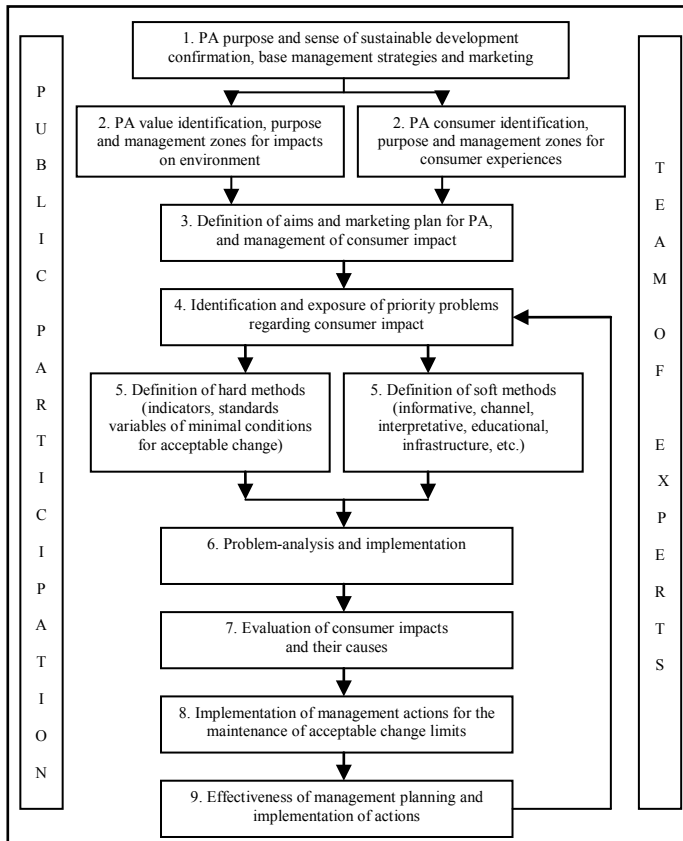 1. PA purpose and sense of sustainable development
confirmation, base management strategies and marketing
2. PA value identification, purpose
and management zones for impacts
on environment
2. PA consumer identification,
purpose and management zones for
consumer experiences
3. Definition of aims and marketing plan for PA,
and management of consumer impact
4. Identification and exposure of priority problems
regarding consumer impact
5. Definition of hard methods
(indicators, standards
variables of minimal conditions
for acceptable change)
5. Definition of soft methods
(informative, channel,
interpretative, educational,
infrastructure, etc.)
6. Problem-analysis and implementation
7. Evaluation of consumer impacts
and their causes
8. Implementation of management actions for the
maintenance of acceptable change limits
9. Effectiveness of management planning and
implementation of actions
PUBLIC PARTICIPATION
TEAM OF EXPERTS